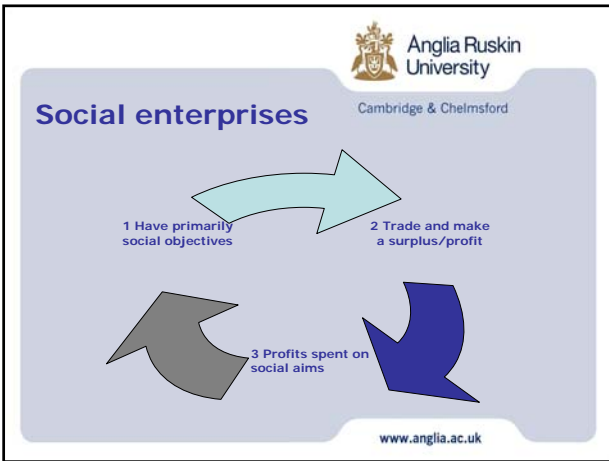 Anglia Ruskin
University
Cambridge & Chelmsford
Social enterprises
1 Have primarily
social objectives
2 Trade and make
a surplus/profit
3 Profits spent on
social aims
www.anglia.ac.uk